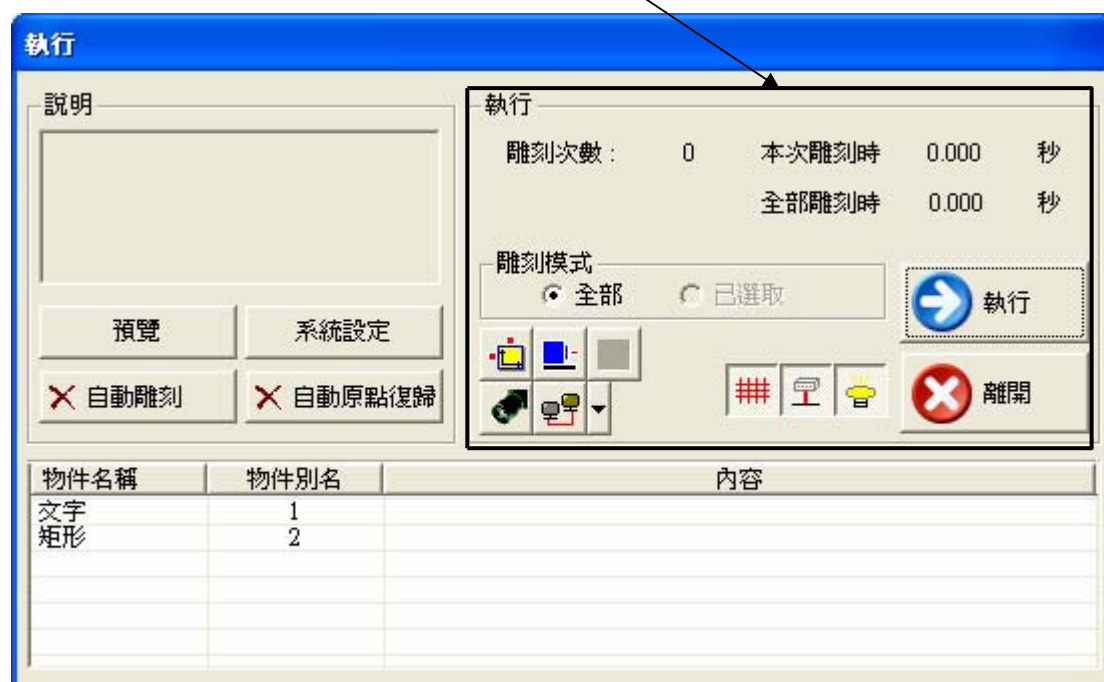 執行
說明
預覽 系統設定
自動雕刻 自動原點復歸
執行
雕刻次數： 0 本次雕刻時 0.000 秒
全部雕刻時 0.000 秒
雕刻模式
全部 已選取
執行
離開
物件名稱 物件別名 內容
文字 1
矩形 2